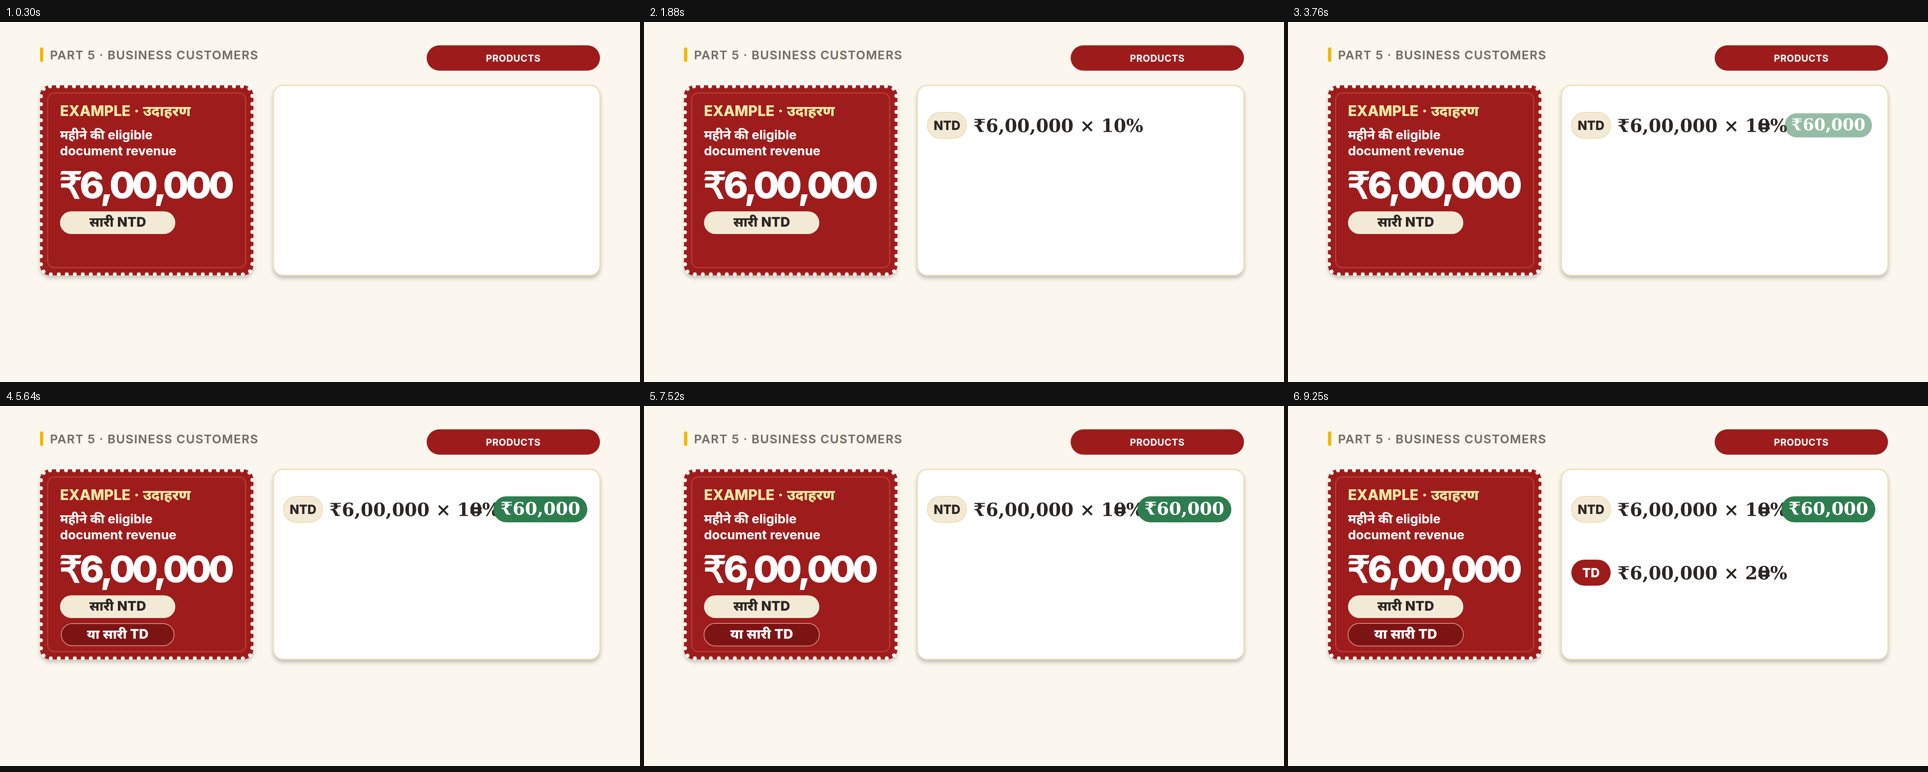 1. 0.30s
PART 5 · BUSINESS CUSTOMERS
PRODUCTS
EXAMPLE · उदाहरण
महीने की eligible
document revenue
₹6,00,000
सारी NTD
2. 1.88s
PART 5 · BUSINESS CUSTOMERS
PRODUCTS
EXAMPLE · उदाहरण
महीने की eligible
document revenue
₹6,00,000
सारी NTD
NTD ₹6,00,000 × 10%
3. 3.76s
PART 5 · BUSINESS CUSTOMERS
PRODUCTS
EXAMPLE · उदाहरण
महीने की eligible
document revenue
₹6,00,000
सारी NTD
NTD ₹6,00,000 × 10% ₹60,000
4. 5.64s
PART 5 · BUSINESS CUSTOMERS
PRODUCTS
EXAMPLE · उदाहरण
महीने की eligible
document revenue
₹6,00,000
सारी NTD
या सारी TD
NTD ₹6,00,000 × 10% ₹60,000
5. 7.52s
PART 5 · BUSINESS CUSTOMERS
PRODUCTS
EXAMPLE · उदाहरण
महीने की eligible
document revenue
₹6,00,000
सारी NTD
या सारी TD
NTD ₹6,00,000 × 10% ₹60,000
6. 9.25s
PART 5 · BUSINESS CUSTOMERS
PRODUCTS
EXAMPLE · उदाहरण
महीने की eligible
document revenue
₹6,00,000
सारी NTD
या सारी TD
NTD ₹6,00,000 × 10% ₹60,000
TD ₹6,00,000 × 20%